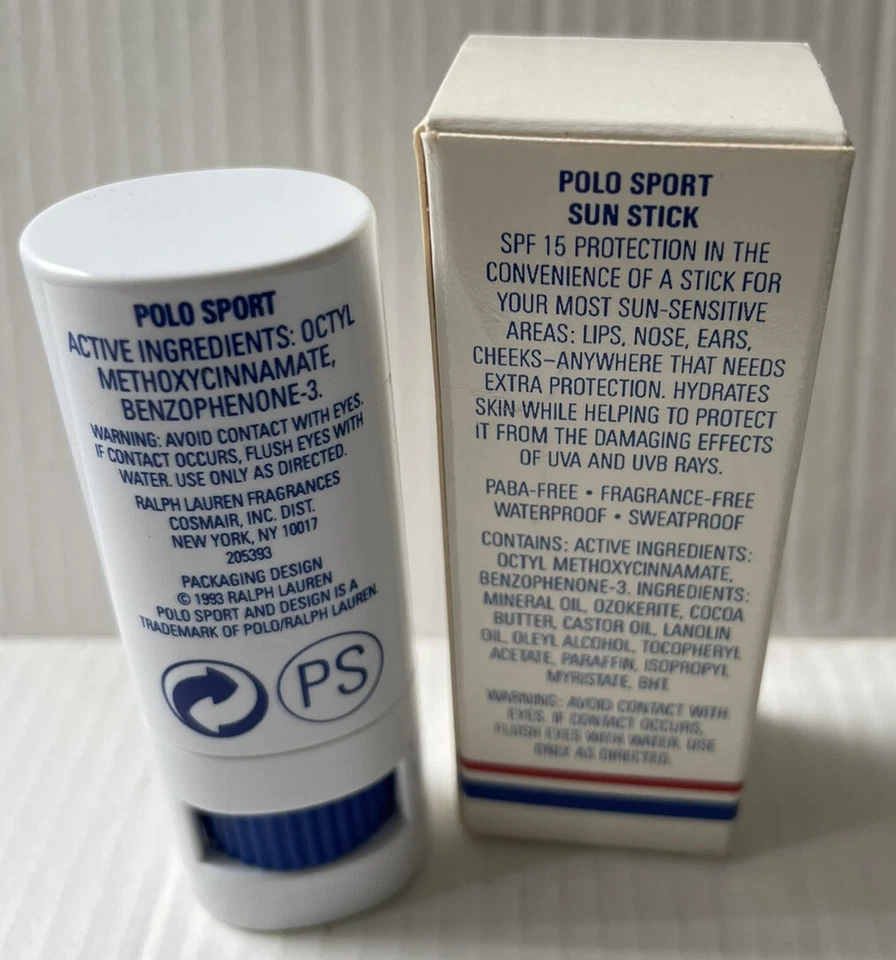 POLO SPORT
ACTIVE INGREDIENTS: OCTYL
METHOXYCINNAMATE,
BENZOPHENONE-3.
WARNING: AVOID CONTACT WITH EYES.
IF CONTACT OCCURS, FLUSH EYES WITH
WATER. USE ONLY AS DIRECTED.
RALPH LAUREN FRAGRANCES
COSMAIR, INC. DIST.
NEW YORK, NY 10017
205393
PACKAGING DESIGN
© 1993 RALPH LAUREN
POLO SPORT AND DESIGN IS A
TRADEMARK OF POLO/RALPH LAUREN.
PS
POLO SPORT
SUN STICK
SPF 15 PROTECTION IN THE
CONVENIENCE OF A STICK FOR
YOUR MOST SUN-SENSITIVE
AREAS: LIPS, NOSE, EARS,
CHEEKS–ANYWHERE THAT NEEDS
EXTRA PROTECTION. HYDRATES
SKIN WHILE HELPING TO PROTECT
IT FROM THE DAMAGING EFFECTS
OF UVA AND UVB RAYS.
PABA-FREE • FRAGRANCE-FREE
WATERPROOF • SWEATPROOF
CONTAINS: ACTIVE INGREDIENTS:
OCTYL METHOXYCINNAMATE,
BENZOPHENONE-3. INGREDIENTS:
MINERAL OIL, OZOKERITE, COCOA
BUTTER, CASTOR OIL, LANOLIN
OIL, OLEYL ALCOHOL, TOCOPHERYL
ACETATE, PARAFFIN, ISOPROPYL
MYRISTATE, BHT.
WARNING: AVOID CONTACT WITH
EYES. IF CONTACT OCCURS,
FLUSH EYES WITH WATER. USE
ONLY AS DIRECTED.